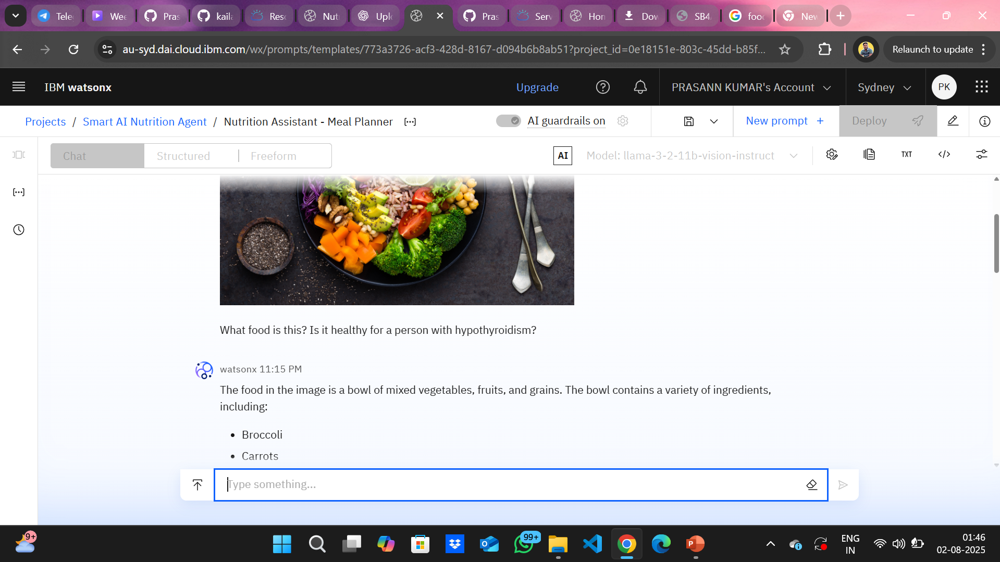 Telec
Wee
Pras
kaila
Reso
Nut
Uplo
Pras
Serv
Hon
Dow
SB4
food
New
au-syd.dai.cloud.ibm.com/wx/prompts/templates/773a3726-acf3-428d-8167-d094b6b8ab51?project_id=0e18151e-803c-45dd-b85f...
Relaunch to update
IBM watsonx
Upgrade
PRASANN KUMAR's Account
Sydney
PK
Projects / Smart AI Nutrition Agent / Nutrition Assistant - Meal Planner
AI guardrails on
New prompt +
Deploy
Chat
Structured
Freeform
AI
Model: llama-3-2-11b-vision-instruct
TXT
What food is this? Is it healthy for a person with hypothyroidism?
watsonx 11:15 PM
The food in the image is a bowl of mixed vegetables, fruits, and grains. The bowl contains a variety of ingredients,
including:
• Broccoli
• Carrots
Type something...
9+
99+
ENG
IN
01:46
02-08-2025